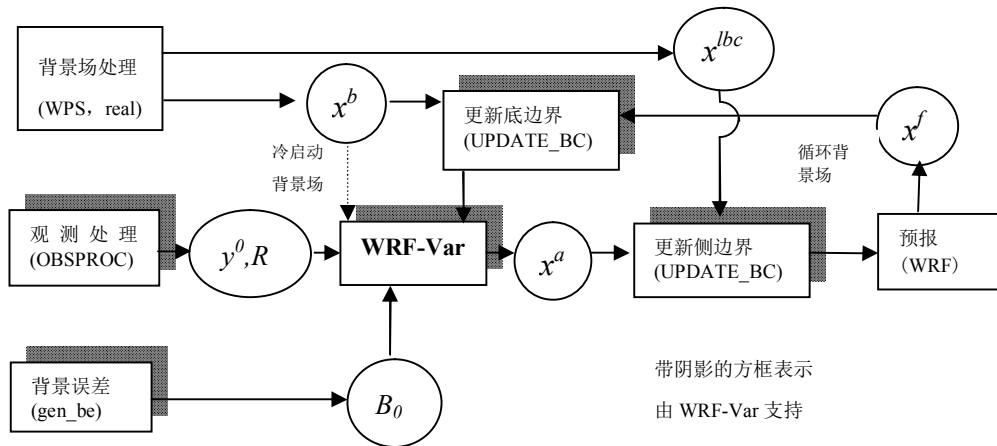 背景场处理
(WPS，real)
x^b
更新底边界
(UPDATE_BC)
x^lbc
x^f
冷启动
背景场
循环背
景场
观测处理
(OBSPROC)
y^0,R
WRF-Var
x^a
更新侧边界
(UPDATE_BC)
预报
（WRF）
背景误差
(gen_be)
B_0
带阴影的方框表示
由 WRF-Var 支持